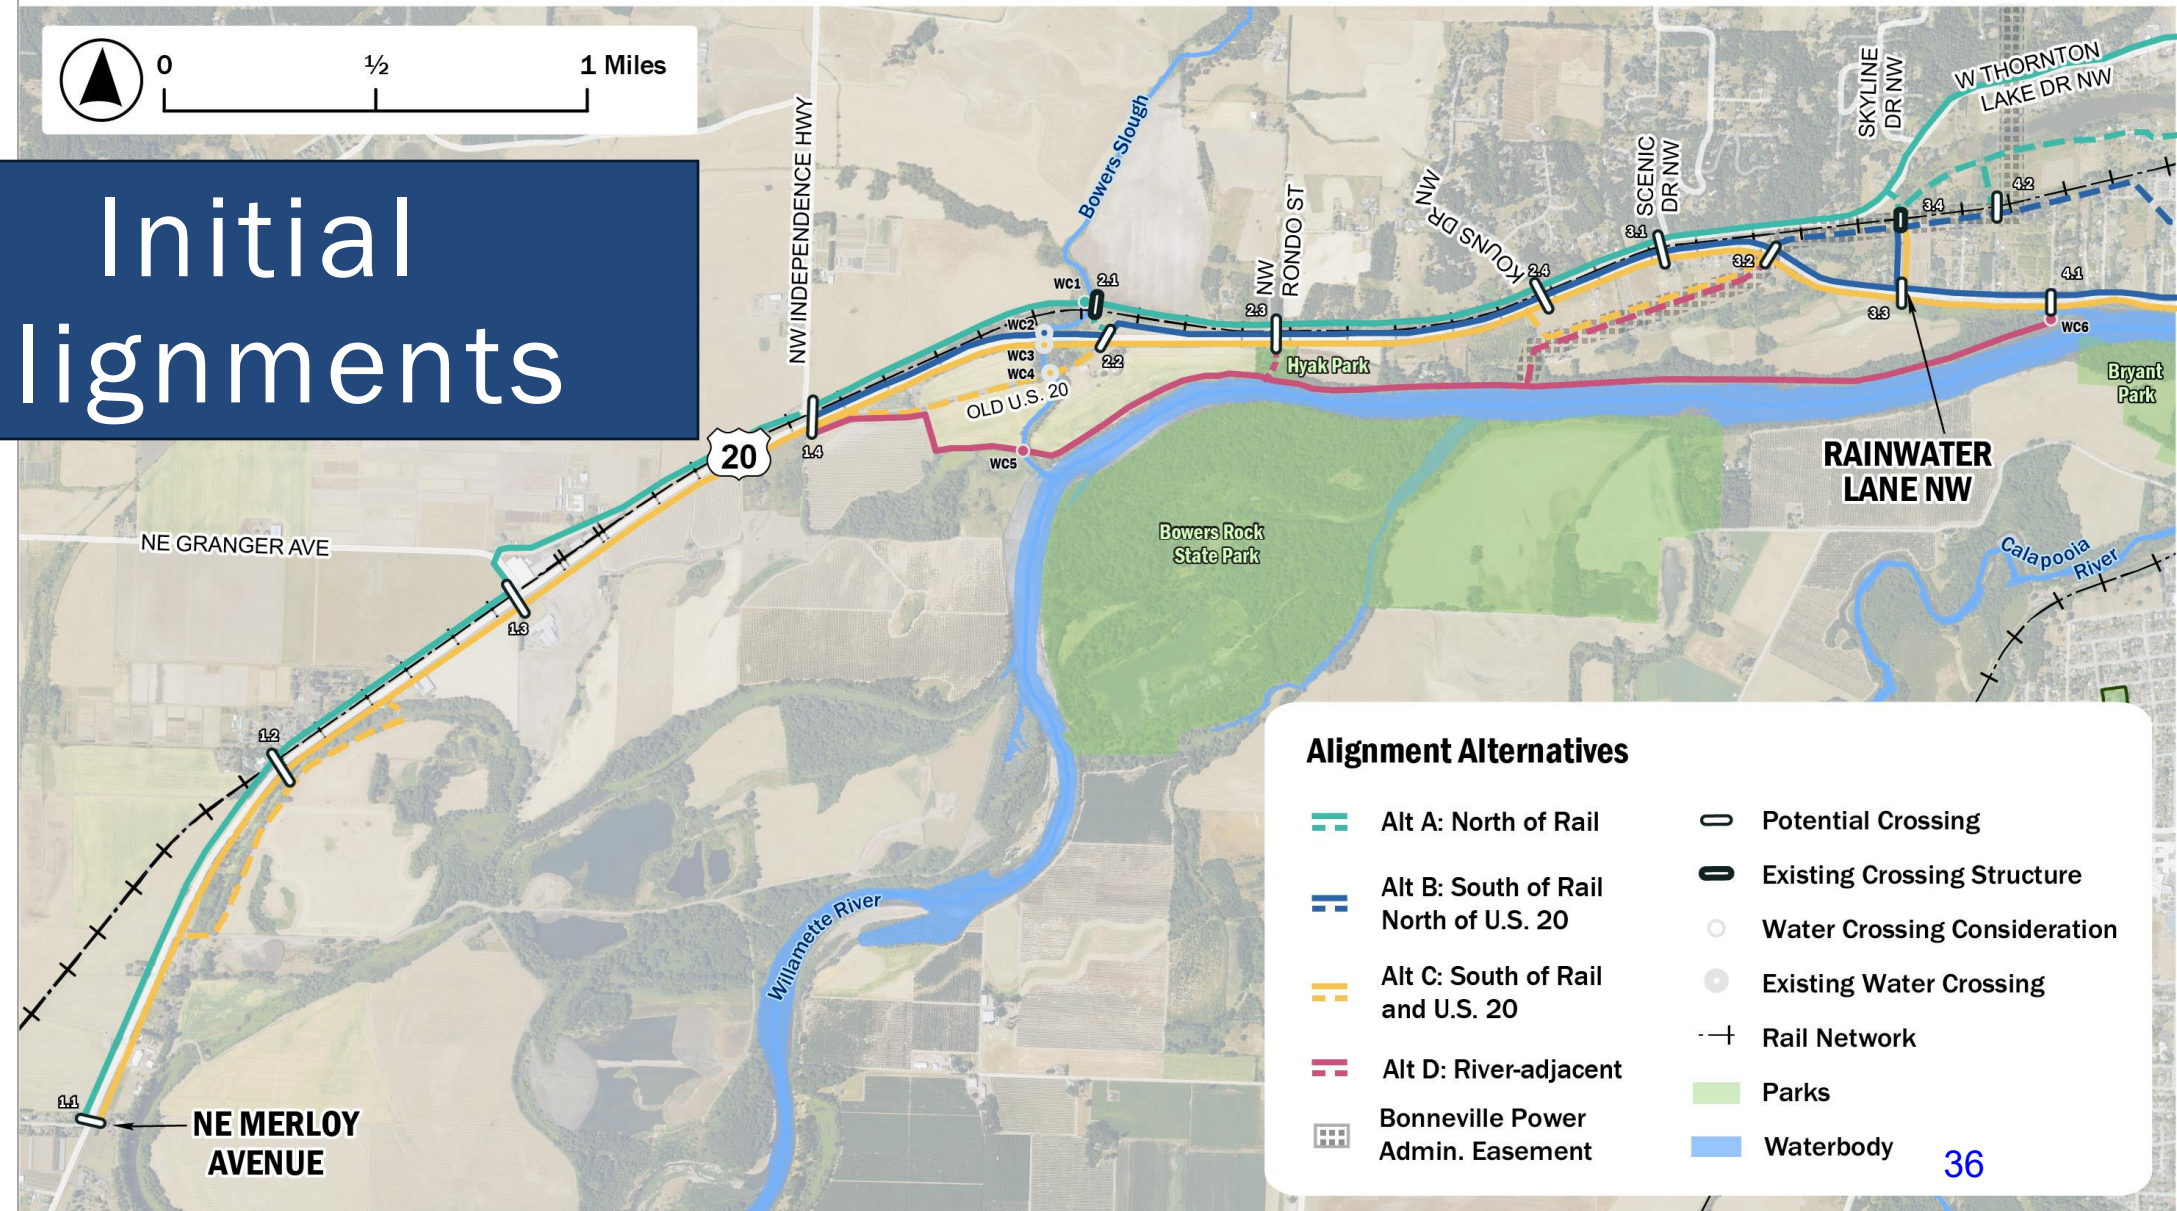 0 ½ 1 Miles
Initial
lignments
NW INDEPENDENCE HWY
Bowers Slough
NW
RONDO ST
KOUNS DR NW
SCENIC
DR NW
SKYLINE
DR NW
W THORNTON
LAKE DR NW
WC1
2.1
WC2
WC3
WC4
2.2
2.3
2.4
3.1
3.2
3.4
4.2
3.3
4.1
WC6
Hyak Park
OLD U.S. 20
WC5
1.4
20
Bryant
Park
RAINWATER
LANE NW
NE GRANGER AVE
Bowers Rock
State Park
Calapooia
River
1.3
1.2
Willamette River
1.1
NE MERLOY
AVENUE
Alignment Alternatives
Alt A: North of Rail
Alt B: South of Rail
North of U.S. 20
Alt C: South of Rail
and U.S. 20
Alt D: River-adjacent
Bonneville Power
Admin. Easement
Potential Crossing
Existing Crossing Structure
Water Crossing Consideration
Existing Water Crossing
Rail Network
Parks
Waterbody
36